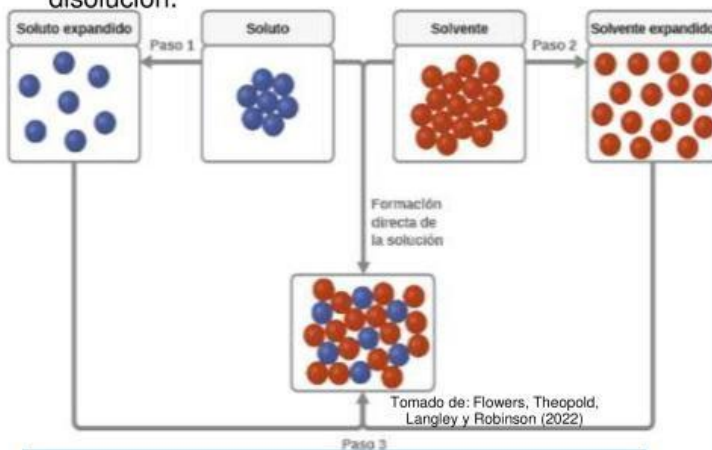 disolución.
Soluto expandido
Paso 1
Soluto
Solvente
Paso 2
Solvente expandido
Formación
directa de
la solución
Tomado de: Flowers, Theopold,
Langley y Robinson (2022)
Paso 3